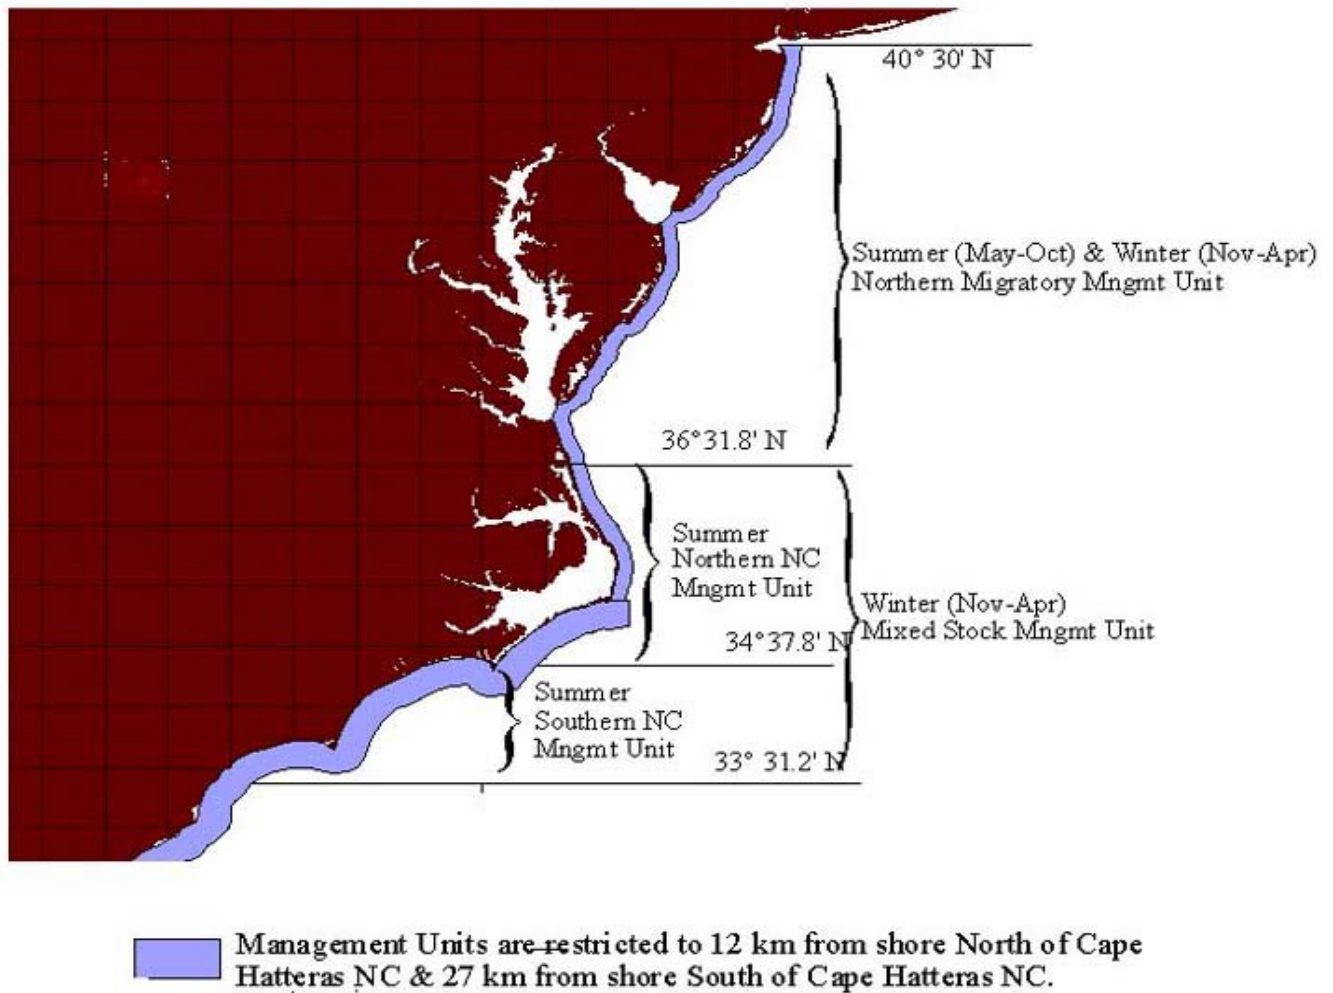 40° 30' N
Summer (May-Oct) & Winter (Nov-Apr)
Northern Migratory Mngmt Unit
36°31.8' N
Summer
Northern NC
Mngmt Unit
Winter (Nov-Apr)
Mixed Stock Mngmt Unit
34°37.8' N
Summer
Southern NC
Mngmt Unit
33° 31.2' N
Management Units are restricted to 12 km from shore North of Cape
Hatteras NC & 27 km from shore South of Cape Hatteras NC.